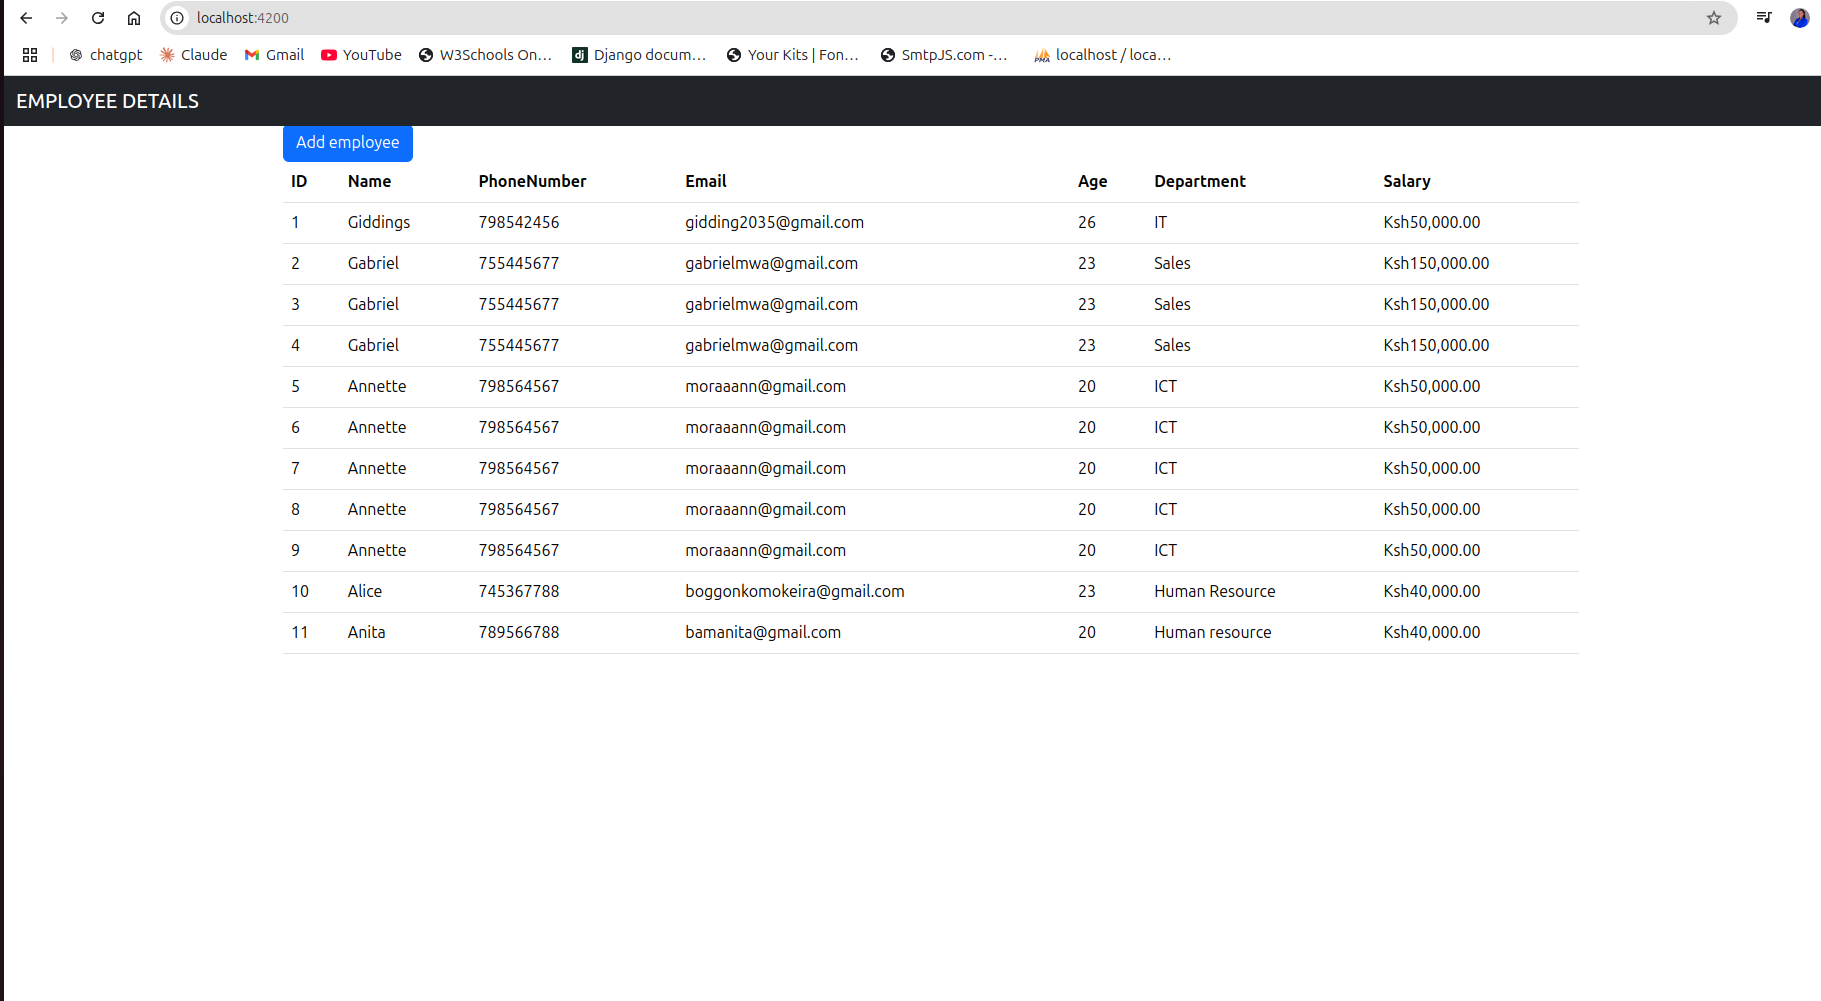 localhost:4200
chatgpt Claude Gmail YouTube W3Schools On... Django docum... Your Kits | Fon... SmtpJS.com -... localhost / loca...
EMPLOYEE DETAILS
Add employee
ID Name PhoneNumber Email Age Department Salary
1 Giddings 798542456 gidding2035@gmail.com 26 IT Ksh50,000.00
2 Gabriel 755445677 gabrielmwa@gmail.com 23 Sales Ksh150,000.00
3 Gabriel 755445677 gabrielmwa@gmail.com 23 Sales Ksh150,000.00
4 Gabriel 755445677 gabrielmwa@gmail.com 23 Sales Ksh150,000.00
5 Annette 798564567 moraaann@gmail.com 20 ICT Ksh50,000.00
6 Annette 798564567 moraaann@gmail.com 20 ICT Ksh50,000.00
7 Annette 798564567 moraaann@gmail.com 20 ICT Ksh50,000.00
8 Annette 798564567 moraaann@gmail.com 20 ICT Ksh50,000.00
9 Annette 798564567 moraaann@gmail.com 20 ICT Ksh50,000.00
10 Alice 745367788 boggonkomokeira@gmail.com 23 Human Resource Ksh40,000.00
11 Anita 789566788 bamanita@gmail.com 20 Human resource Ksh40,000.00